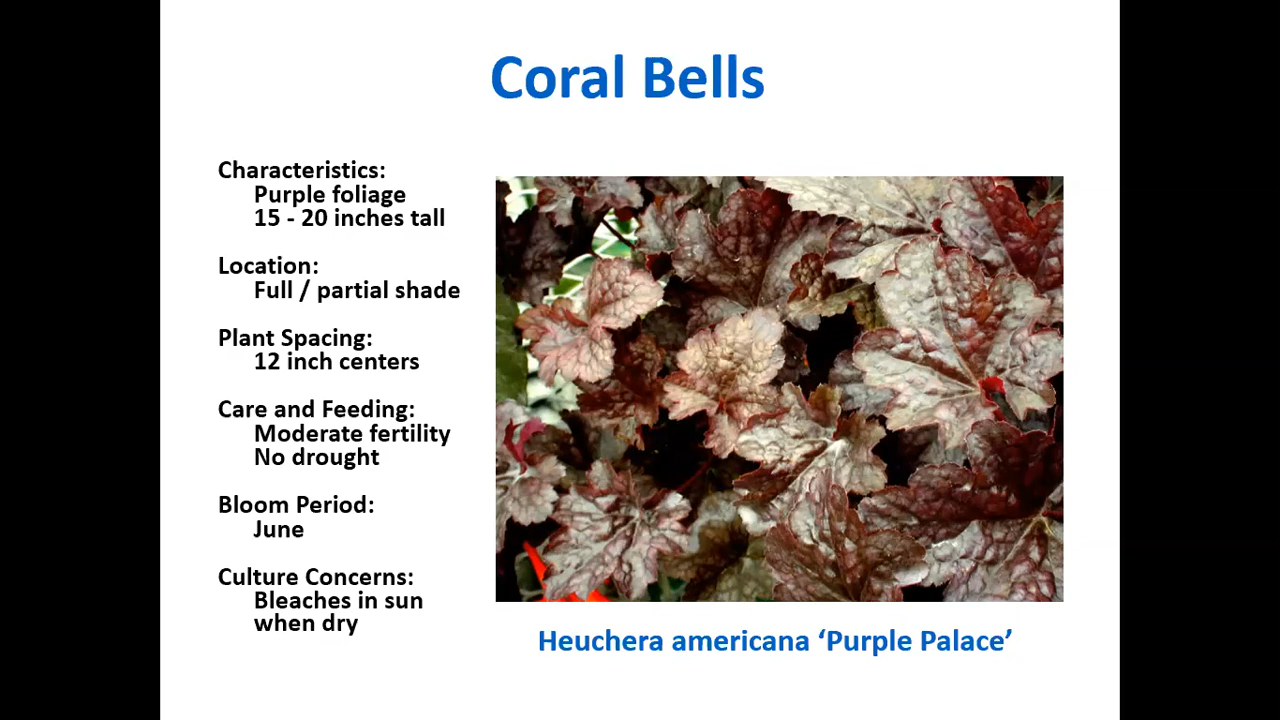 Coral Bells
Characteristics:
Purple foliage
15 - 20 inches tall
Location:
Full / partial shade
Plant Spacing:
12 inch centers
Care and Feeding:
Moderate fertility
No drought
Bloom Period:
June
Culture Concerns:
Bleaches in sun
when dry
Heuchera americana ‘Purple Palace’